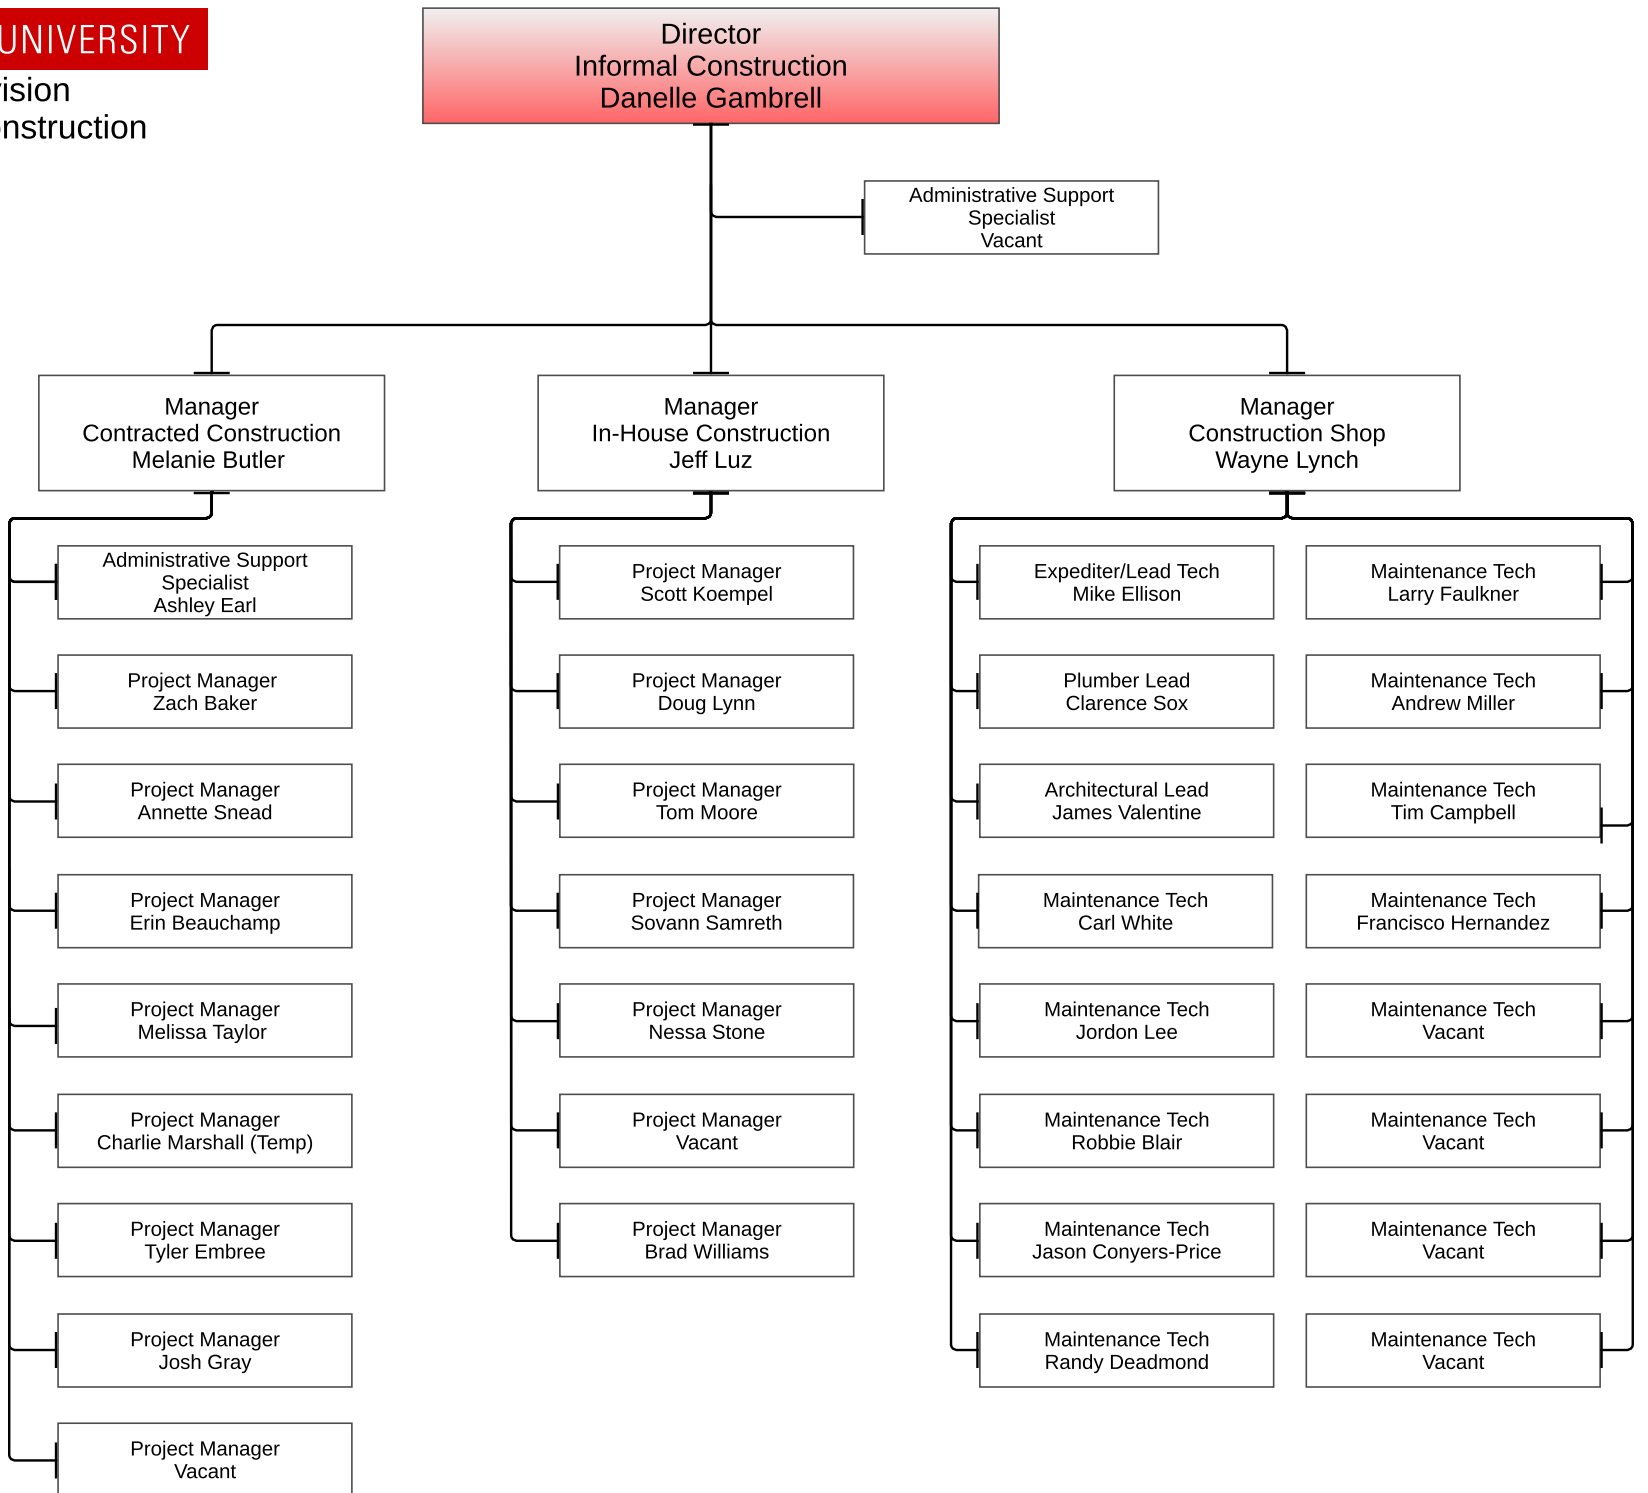 UNIVERSITY
Director
Informal Construction
Danelle Gambrell
Administrative Support
Specialist
Vacant
Manager
Contracted Construction
Melanie Butler
Manager
In-House Construction
Jeff Luz
Manager
Construction Shop
Wayne Lynch
Administrative Support
Specialist
Ashley Earl
Project Manager
Zach Baker
Project Manager
Annette Snead
Project Manager
Erin Beauchamp
Project Manager
Melissa Taylor
Project Manager
Charlie Marshall (Temp)
Project Manager
Tyler Embree
Project Manager
Josh Gray
Project Manager
Vacant
Project Manager
Scott Koempel
Project Manager
Doug Lynn
Project Manager
Tom Moore
Project Manager
Sovann Samreth
Project Manager
Nessa Stone
Project Manager
Vacant
Project Manager
Brad Williams
Expediter/Lead Tech
Mike Ellison
Plumber Lead
Clarence Sox
Architectural Lead
James Valentine
Maintenance Tech
Carl White
Maintenance Tech
Jordon Lee
Maintenance Tech
Robbie Blair
Maintenance Tech
Jason Conyers-Price
Maintenance Tech
Randy Deadmond
Maintenance Tech
Larry Faulkner
Maintenance Tech
Andrew Miller
Maintenance Tech
Tim Campbell
Maintenance Tech
Francisco Hernandez
Maintenance Tech
Vacant
Maintenance Tech
Vacant
Maintenance Tech
Vacant
Maintenance Tech
Vacant